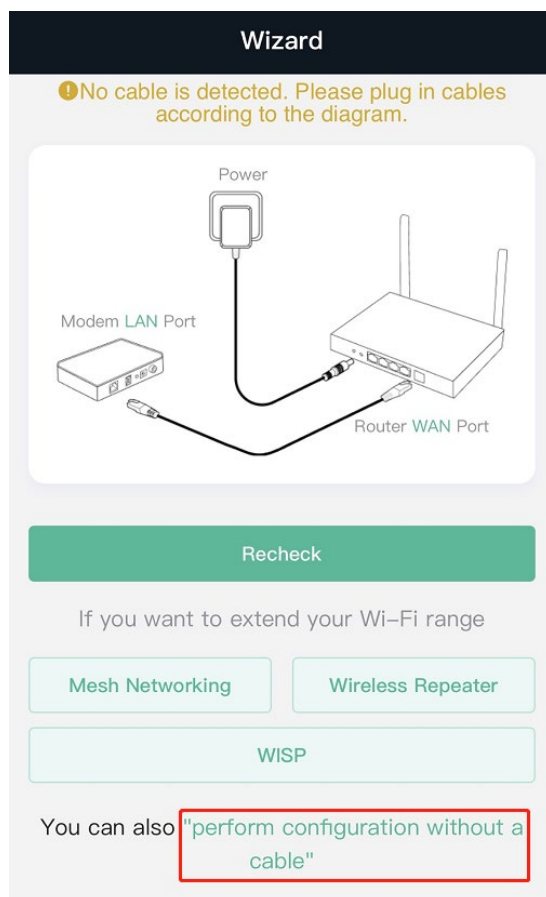 Wizard
No cable is detected. Please plug in cables
according to the diagram.
Power
Modem LAN Port
Router WAN Port
Recheck
If you want to extend your Wi-Fi range
Mesh Networking
Wireless Repeater
WISP
You can also "perform configuration without a
cable"